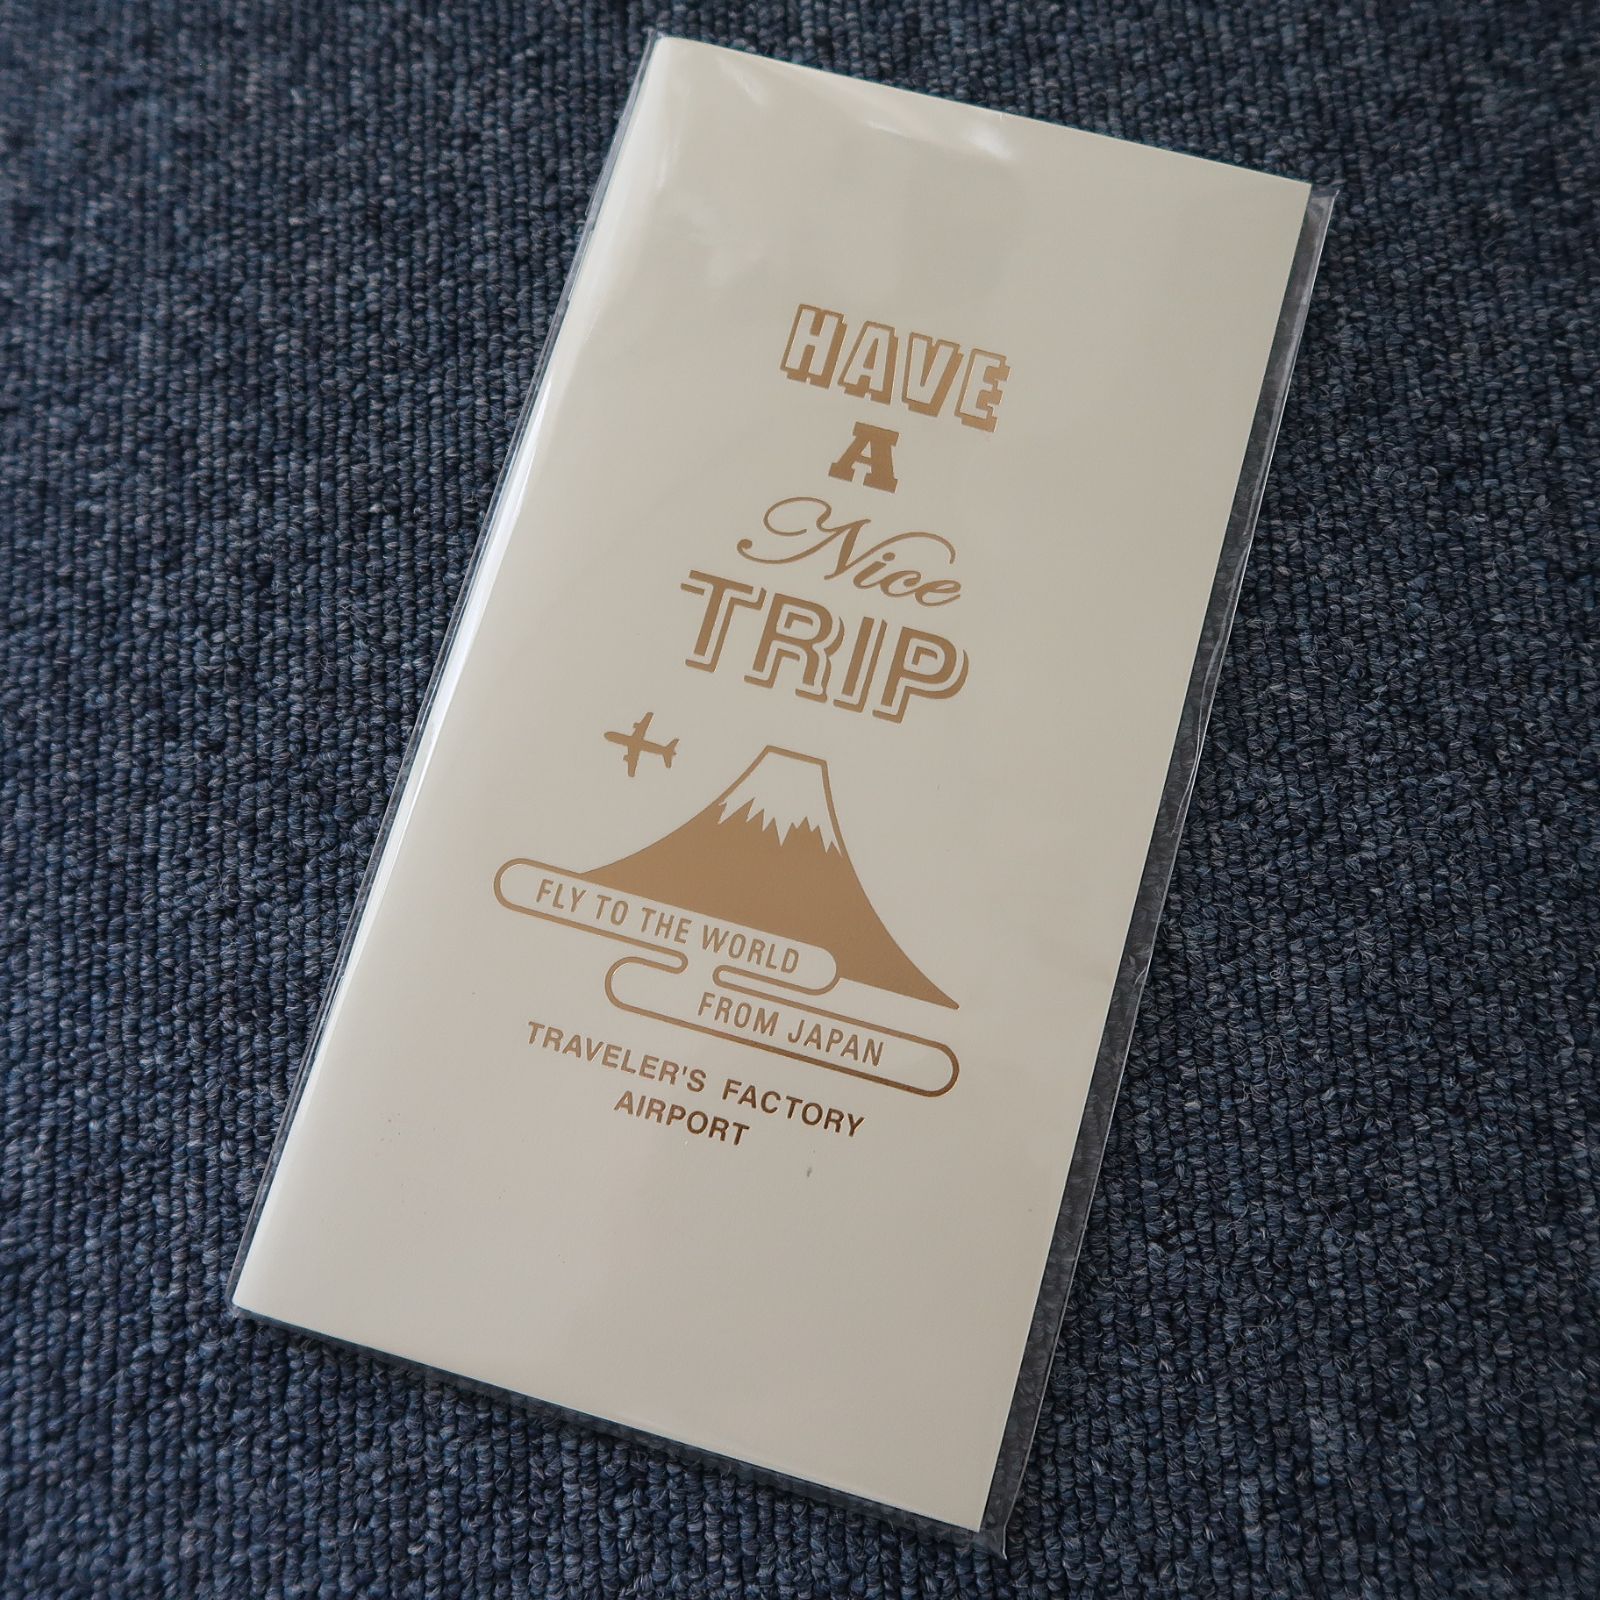 HAVE
A
Nice
TRIP
FLY TO THE WORLD
FROM JAPAN
TRAVELER'S FACTORY
AIRPORT